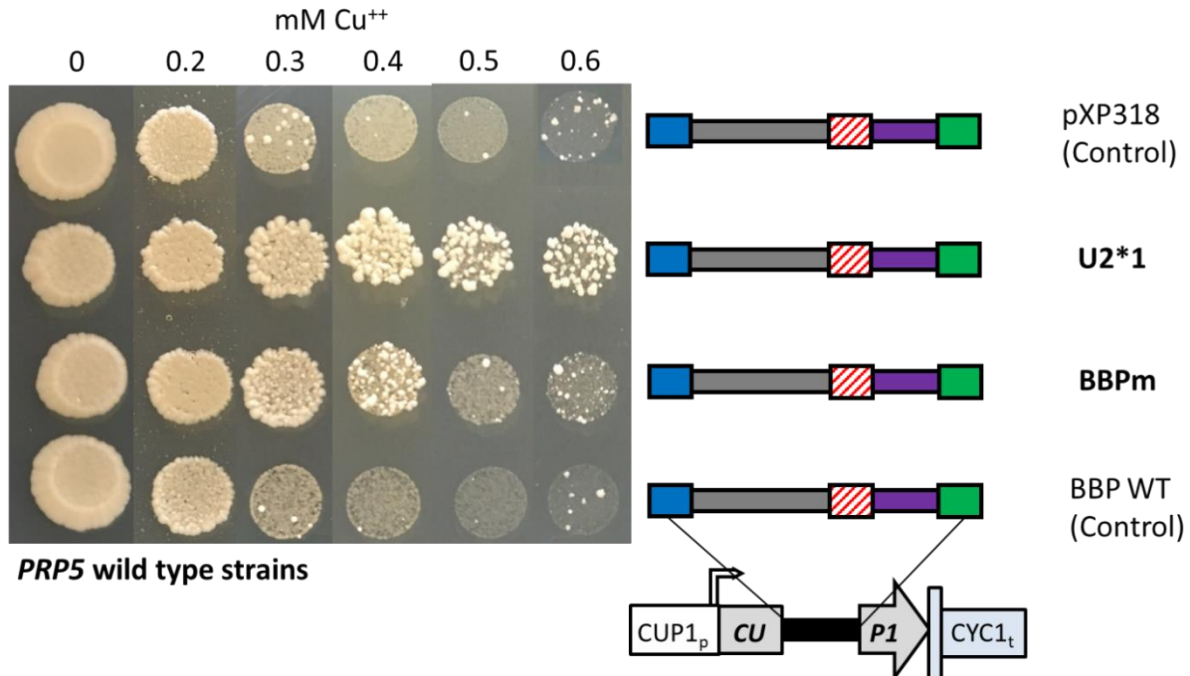 mM Cu⁺⁺
0 0.2 0.3 0.4 0.5 0.6
pXP318
(Control)
U2*1
BBPm
BBP WT
(Control)
PRP5 wild type strains
CUP1p CU P1 CYC1t